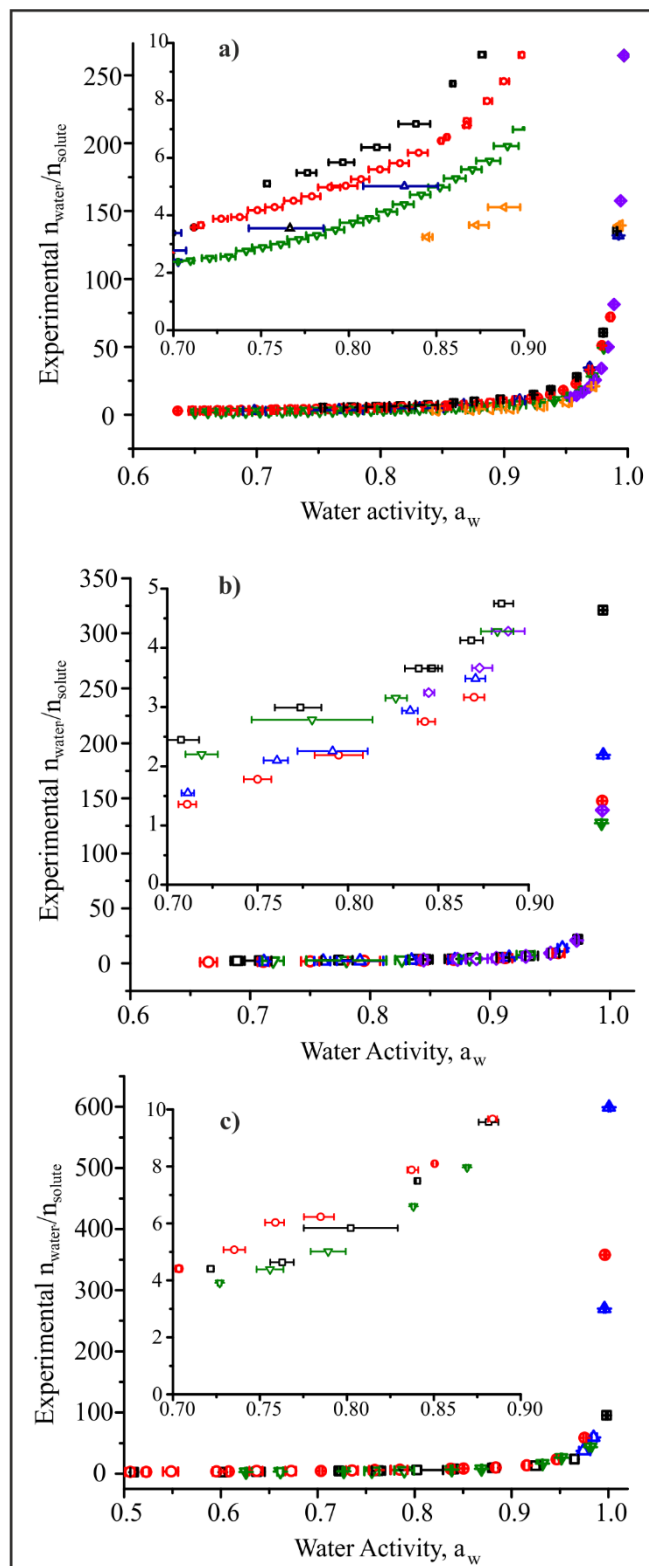 a)
10
8
6
4
2
0
0.70 0.75 0.80 0.85 0.90
250
200
150
100
50
0
Experimental n_water/n_solute
0.6 0.7 0.8 0.9 1.0
Water activity, a_w
b)
5
4
3
2
1
0
0.70 0.75 0.80 0.85 0.90
350
300
250
200
150
100
50
0
Experimental n_water/n_solute
0.6 0.7 0.8 0.9 1.0
Water Activity, a_w
c)
10
8
6
4
2
0
0.70 0.75 0.80 0.85 0.90
600
500
400
300
200
100
0
Experimental n_water/n_solute
0.5 0.6 0.7 0.8 0.9 1.0
Water Activity, a_w